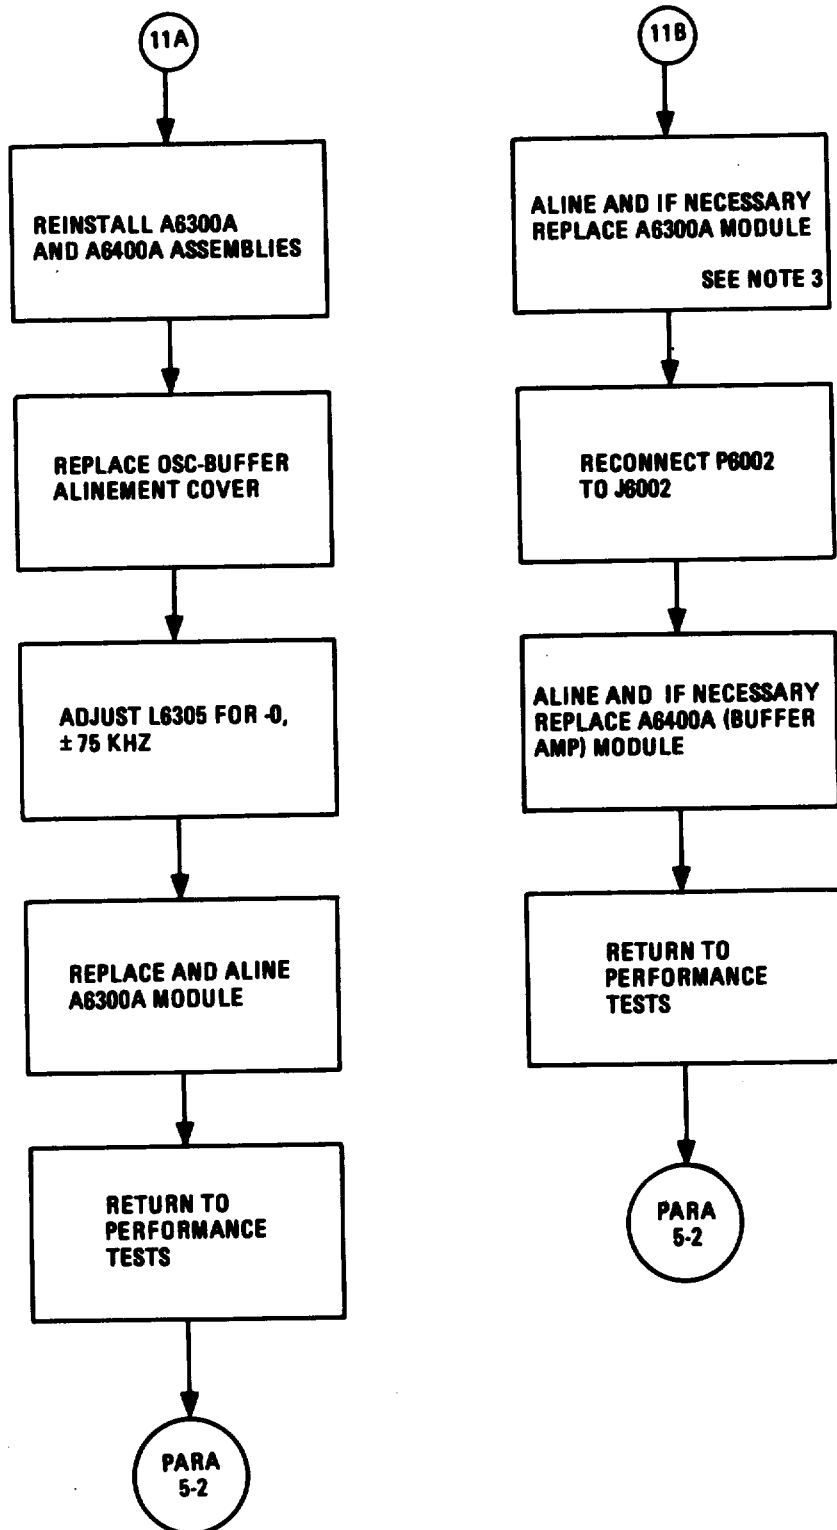 11A
REINSTALL A6300A
AND A6400A ASSEMBLIES
REPLACE OSC-BUFFER
ALINEMENT COVER
ADJUST L6305 FOR -0,
± 75 KHZ
REPLACE AND ALINE
A6300A MODULE
RETURN TO
PERFORMANCE
TESTS
PARA
5-2
11B
ALINE AND IF NECESSARY
REPLACE A6300A MODULE
SEE NOTE 3
RECONNECT P6002
TO J6002
ALINE AND IF NECESSARY
REPLACE A6400A (BUFFER
AMP) MODULE
RETURN TO
PERFORMANCE
TESTS
PARA
5-2